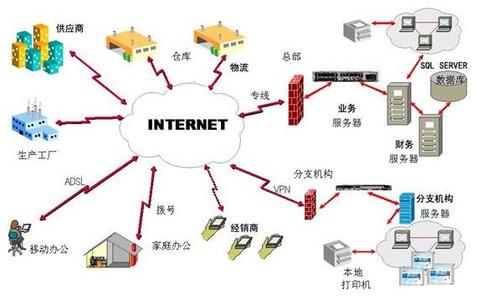 供应商
仓库
物流
总部
SQL SERVER
数据库
专线
业务
服务器
财务
服务器
INTERNET
生产工厂
ADSL
拨号
VPN
分支机构
分支机构
服务器
移动办公
家庭办公
经销商
本地
打印机